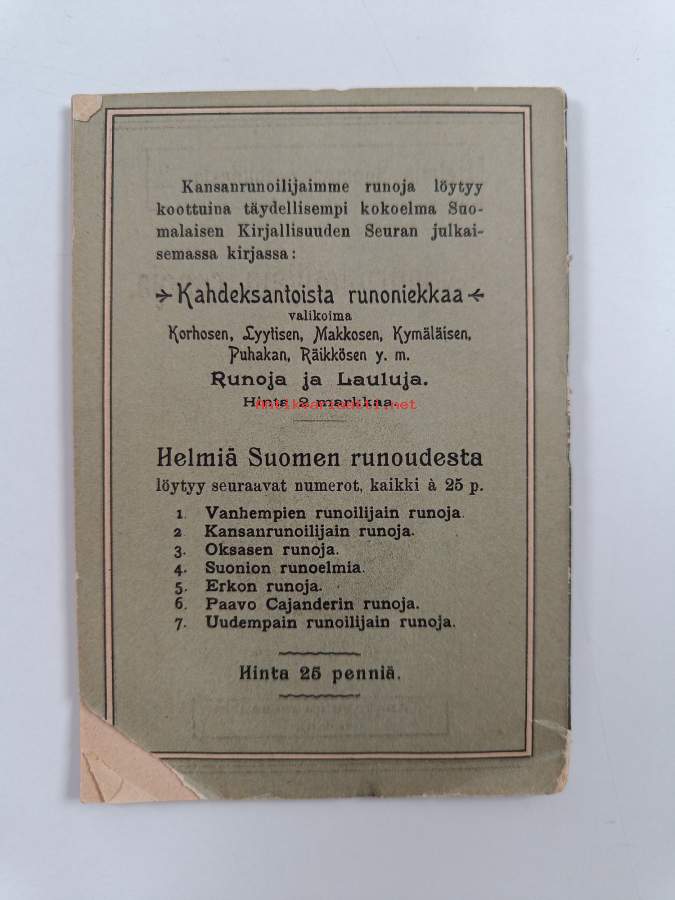 Kansanrunoilijaimme runoja löytyy
koottuina täydellisempi kokoelma Suo-
malaisen Kirjallisuuden Seuran julkai-
semassa kirjassa:
Kahdeksantoista runoniekkaa
valikoima
Korhosen, Lyytisen, Makkosen, Kymäläisen,
Puhakan, Räikkösen y. m.
Runoja ja Lauluja.
Hinta 2 markkaa.
Antikvariaatti.net
Helmiä Suomen runoudesta
löytyy seuraavat numerot, kaikki à 25 p.
1. Vanhempien runoilijain runoja.
2. Kansanrunoilijain runoja.
3. Oksasen runoja.
4. Suonion runoelmia.
5. Erkon runoja.
6. Paavo Cajanderin runoja.
7. Uudempain runoilijain runoja.
Hinta 25 penniä.